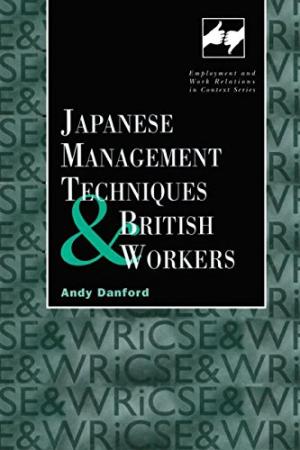 Employment and
Work Relations
in Context Series
JAPANESE
MANAGEMENT
TECHNIQUES
& BRITISH
WORKERS
Andy Danford